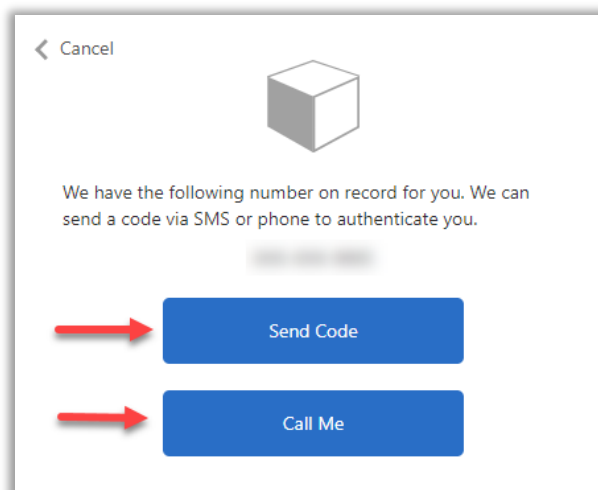 Cancel
We have the following number on record for you. We can
send a code via SMS or phone to authenticate you.
Send Code
Call Me